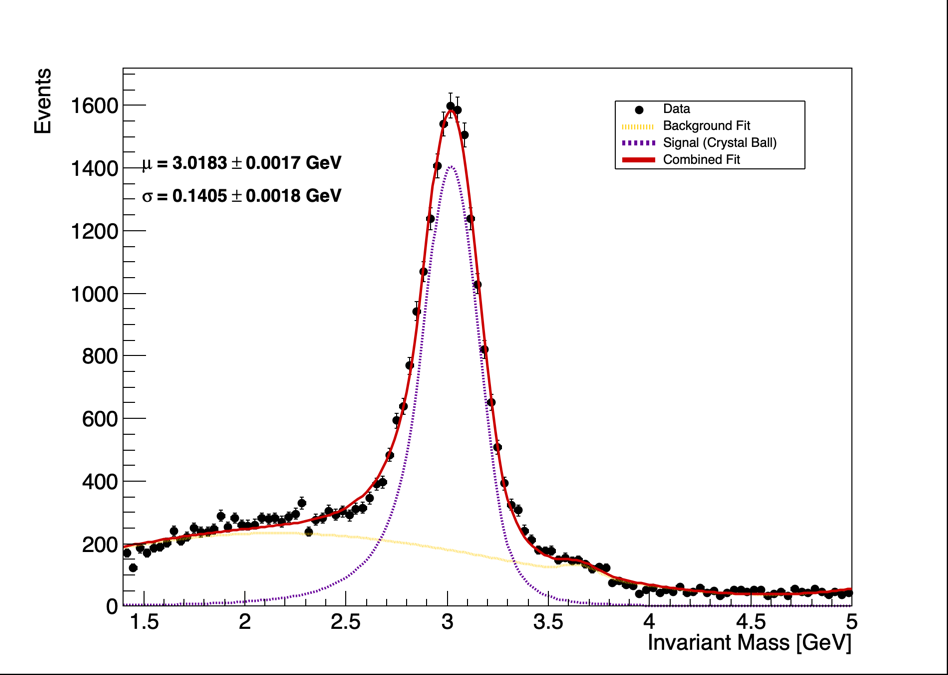 Events
1600
1400
1200
1000
800
600
400
200
0
μ = 3.0183 ± 0.0017 GeV
σ = 0.1405 ± 0.0018 GeV
Data
Background Fit
Signal (Crystal Ball)
Combined Fit
1.5 2 2.5 3 3.5 4 4.5 5
Invariant Mass [GeV]